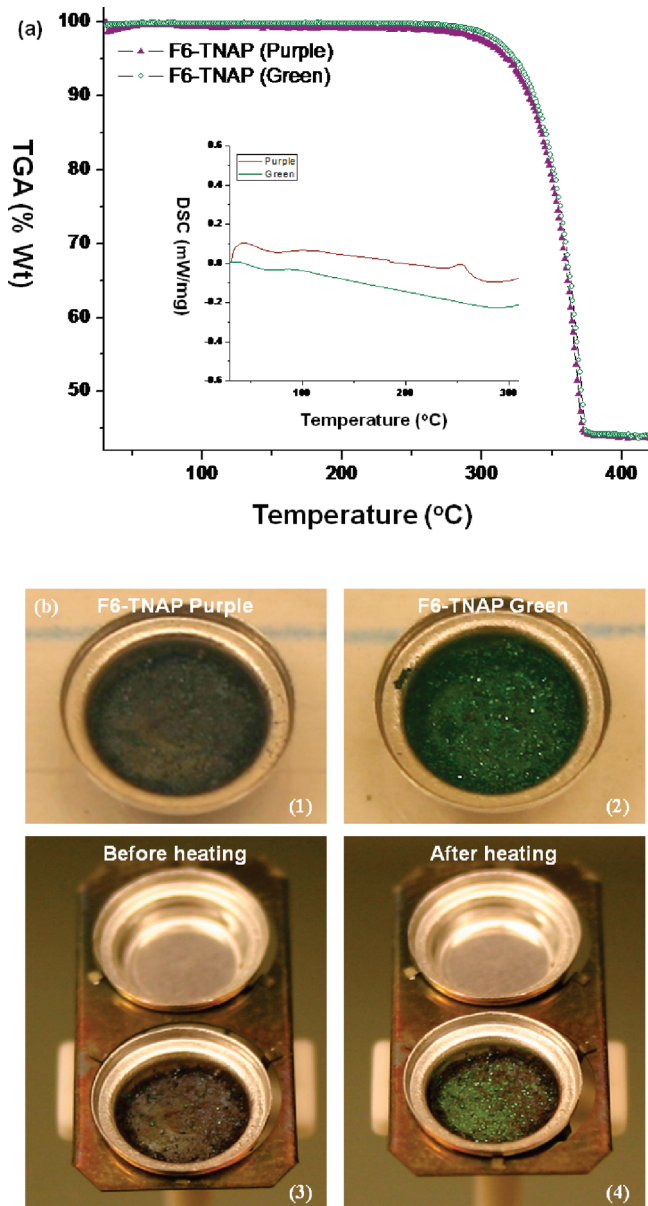 (a)
100
F6-TNAP (Purple)
F6-TNAP (Green)
90
80
70
60
50
TGA (% Wt)
100
200
300
400
Temperature (°C)
Purple
Green
0.6
0.4
0.2
0.0
-0.2
-0.4
-0.6
DSC (mW/mg)
100
200
300
Temperature (°C)
(b)
F6-TNAP Purple
(1)
F6-TNAP Green
(2)
Before heating
(3)
After heating
(4)